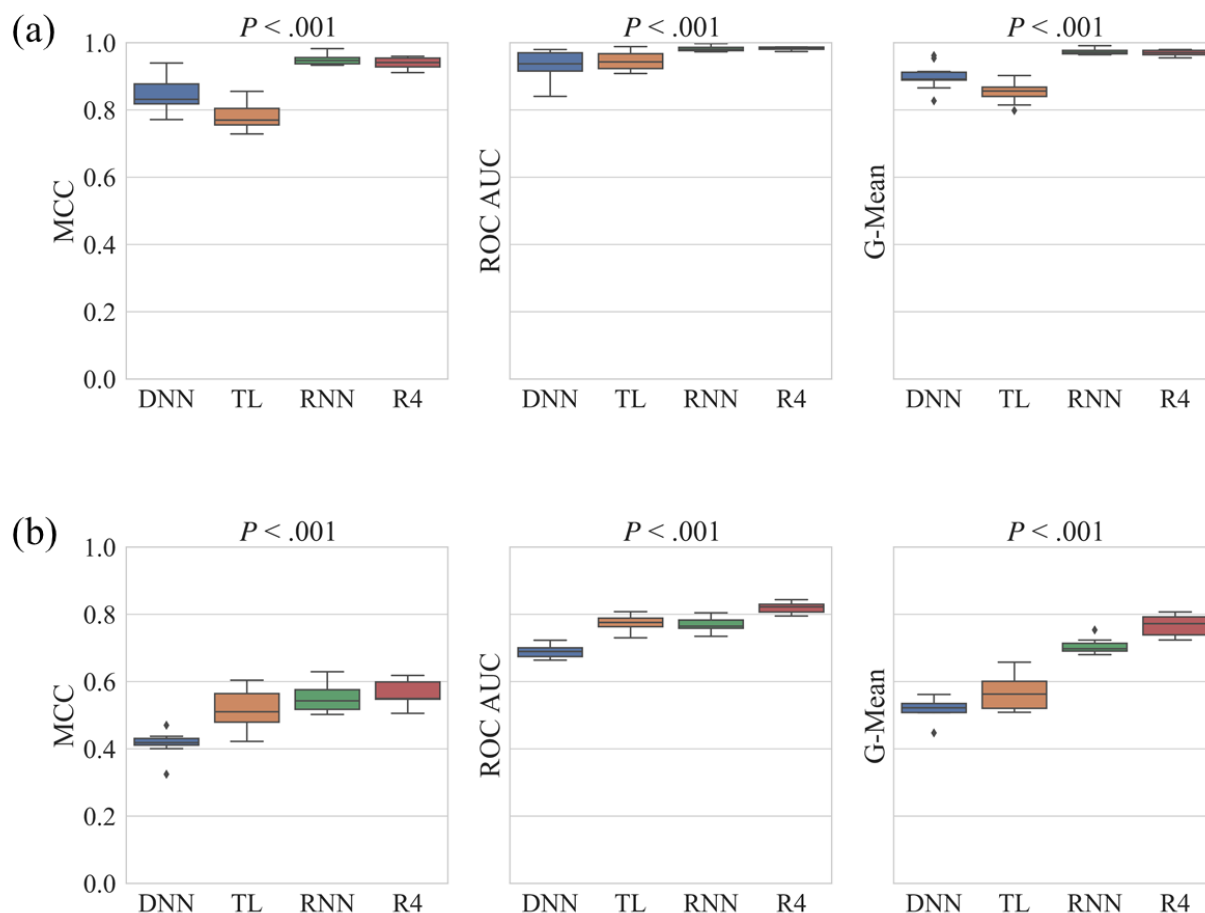 (a)
P < .001
P < .001
P < .001
MCC
1.0
0.8
0.6
0.4
0.2
0.0
DNN TL RNN R4
ROC AUC
DNN TL RNN R4
G-Mean
DNN TL RNN R4
(b)
P < .001
P < .001
P < .001
MCC
1.0
0.8
0.6
0.4
0.2
0.0
DNN TL RNN R4
ROC AUC
DNN TL RNN R4
G-Mean
DNN TL RNN R4